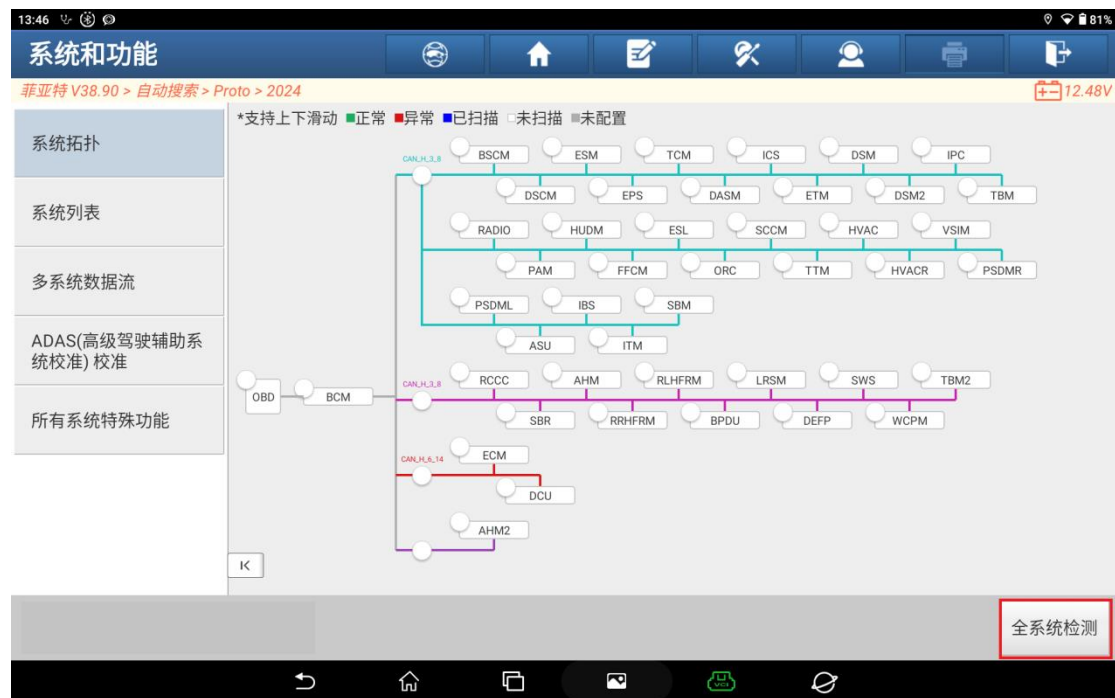 13:46
81%
系统和功能
菲亚特 V38.90 > 自动搜索 > Proto > 2024
12.48V
系统拓扑
系统列表
多系统数据流
ADAS(高级驾驶辅助系
统校准) 校准
所有系统特殊功能
*支持上下滑动 正常 异常 已扫描 未扫描 未配置
CAN_H_3_8
BSCM ESM TCM ICS DSM IPC
DSCM EPS DASM ETM DSM2 TBM
RADIO HUDM ESL SCCM HVAC VSIM
PAM FFCM ORC TTM HVACR PSDMR
PSDML IBS SBM
ASU ITM
OBD BCM
CAN_H_3_8
RCCC AHM RLHFRM LRSM SWS TBM2
SBR RRHFRM BPDU DEFP WCPM
CAN_H_6_14
ECM
DCU
AHM2
全系统检测
VCI